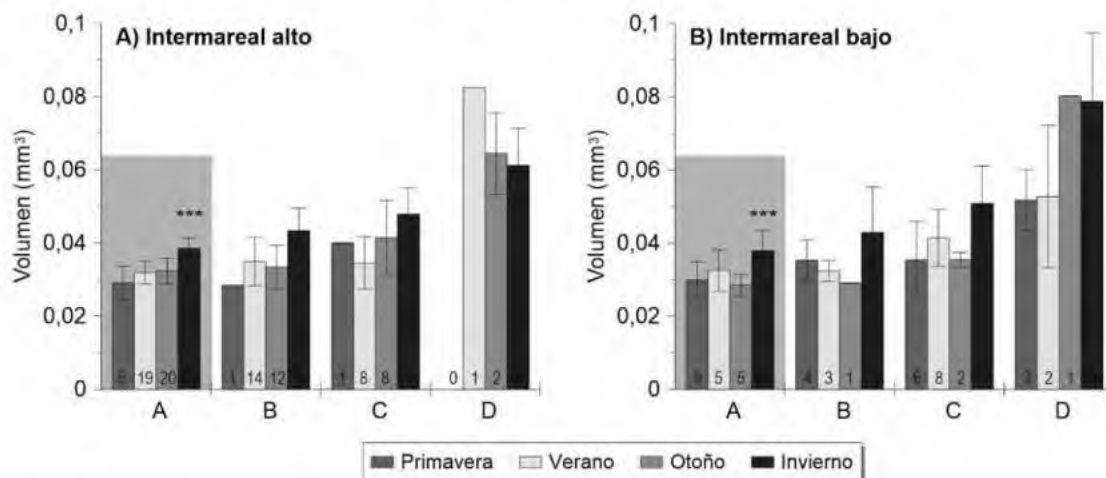 A) Intermareal alto
B) Intermareal bajo
Volumen (mm³)
0,1
0,08
0,06
0,04
0,02
0
***
19 20
14 12
1 8 8
0 1 2
A B C D
Volumen (mm³)
0,1
0,08
0,06
0,04
0,02
0
***
9 5 5
4 3 1
6 8 2
3 2 1
A B C D
Primavera Verano Otoño Invierno